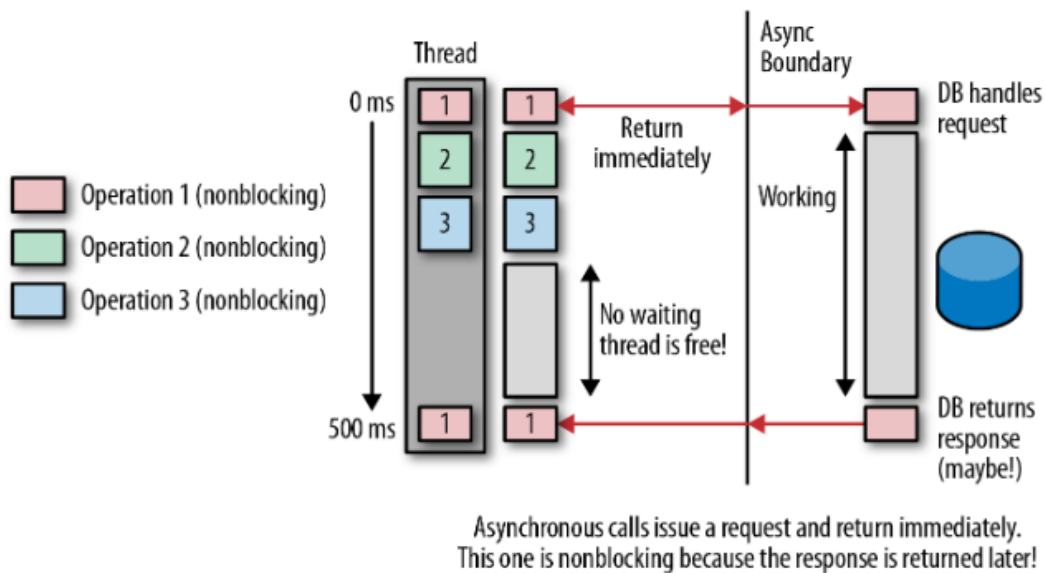 Thread
Async
Boundary
0 ms
1
1
DB handles
request
Return
immediately
2
2
Working
Operation 1 (nonblocking)
Operation 2 (nonblocking)
Operation 3 (nonblocking)
3
3
No waiting
thread is free!
500 ms
1
1
DB returns
response
(maybe!)
Asynchronous calls issue a request and return immediately.
This one is nonblocking because the response is returned later!